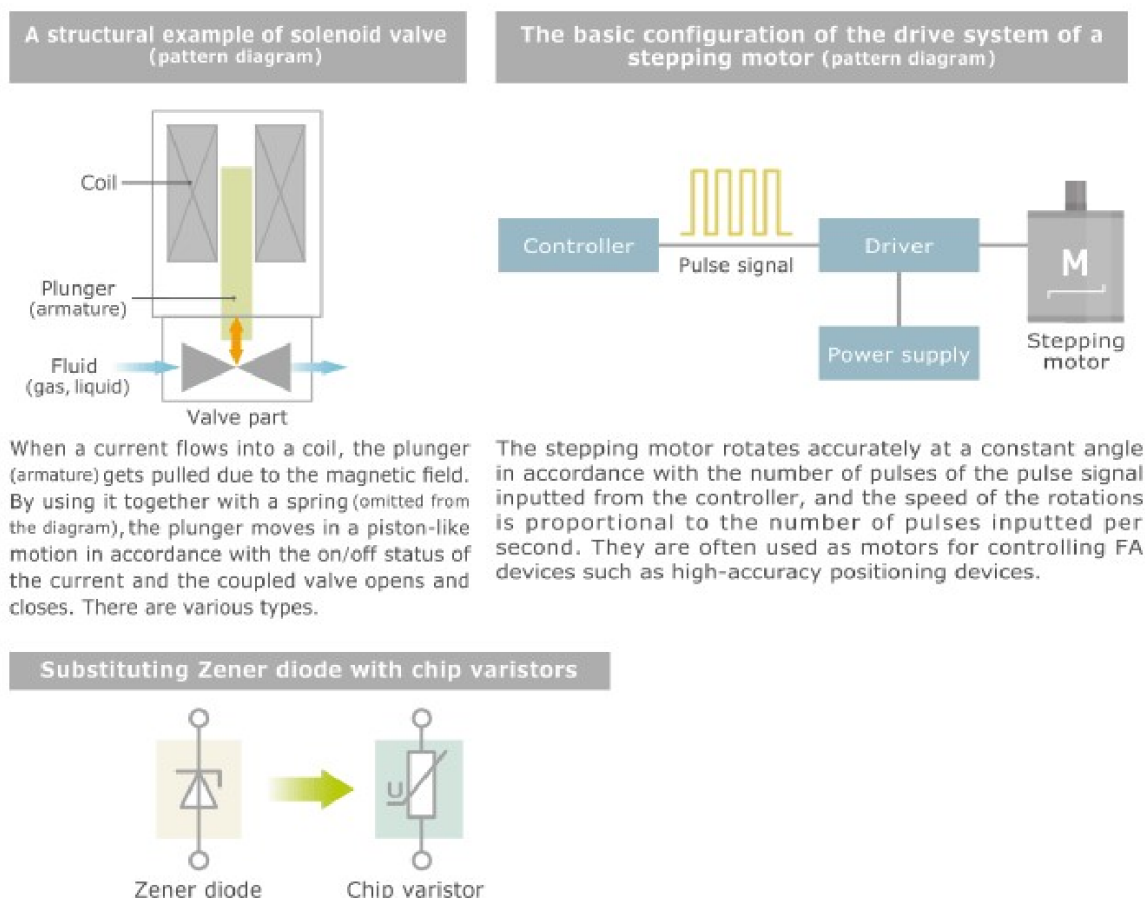 A structural example of solenoid valve
(pattern diagram)
Coil
Plunger
(armature)
Fluid
(gas, liquid)
Valve part
When a current flows into a coil, the plunger
(armature) gets pulled due to the magnetic field.
By using it together with a spring (omitted from
the diagram), the plunger moves in a piston-like
motion in accordance with the on/off status of
the current and the coupled valve opens and
closes. There are various types.
The basic configuration of the drive system of a
stepping motor (pattern diagram)
Controller
Pulse signal
Driver
M
Power supply
Stepping
motor
The stepping motor rotates accurately at a constant angle
in accordance with the number of pulses of the pulse signal
inputted from the controller, and the speed of the rotations
is proportional to the number of pulses inputted per
second. They are often used as motors for controlling FA
devices such as high-accuracy positioning devices.
Substituting Zener diode with chip varistors
U
Zener diode
Chip varistor